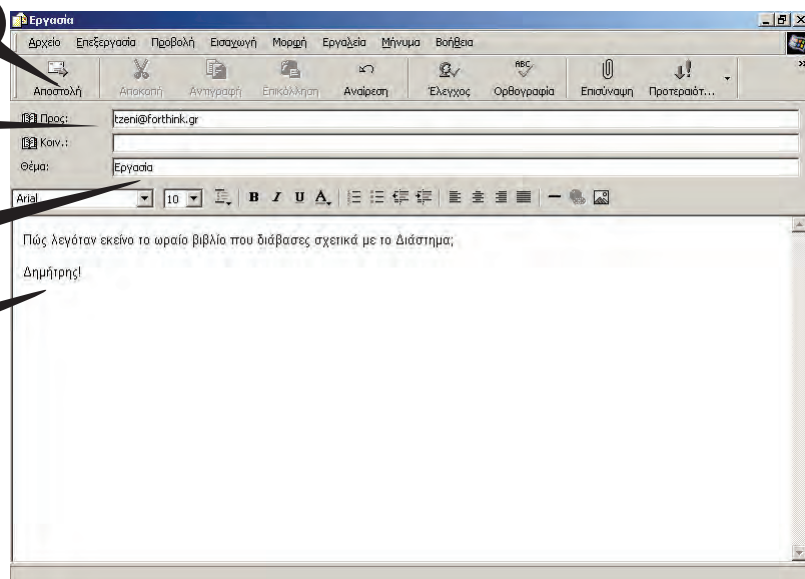 Εργασία
Αρχείο Επεξεργασία Προβολή Εισαγωγή Μορφή Εργαλεία Μήνυμα Βοήθεια
Αποστολή Αποκοπή Αντιγραφή Επικόλληση Αναίρεση Έλεγχος Ορθογραφία Επισύναψη Προτεραιότ...
Προς: tzeni@forthink.gr
Κοιν.:
Θέμα: Εργασία
Arial 10 B I U A
Πώς λεγόταν εκείνο το ωραίο βιβλίο που διάβασες σχετικά με το Διάστημα;
Δημήτρης!